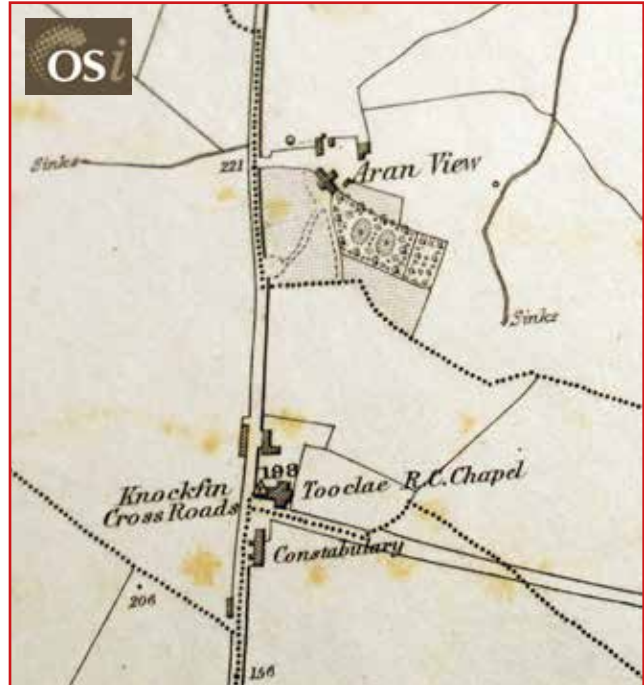 OSi
Sinks
221
Aran View
Sinks
198
Knockfin
Cross Roads
Tooclae R.C. Chapel
Constabulary
206
156